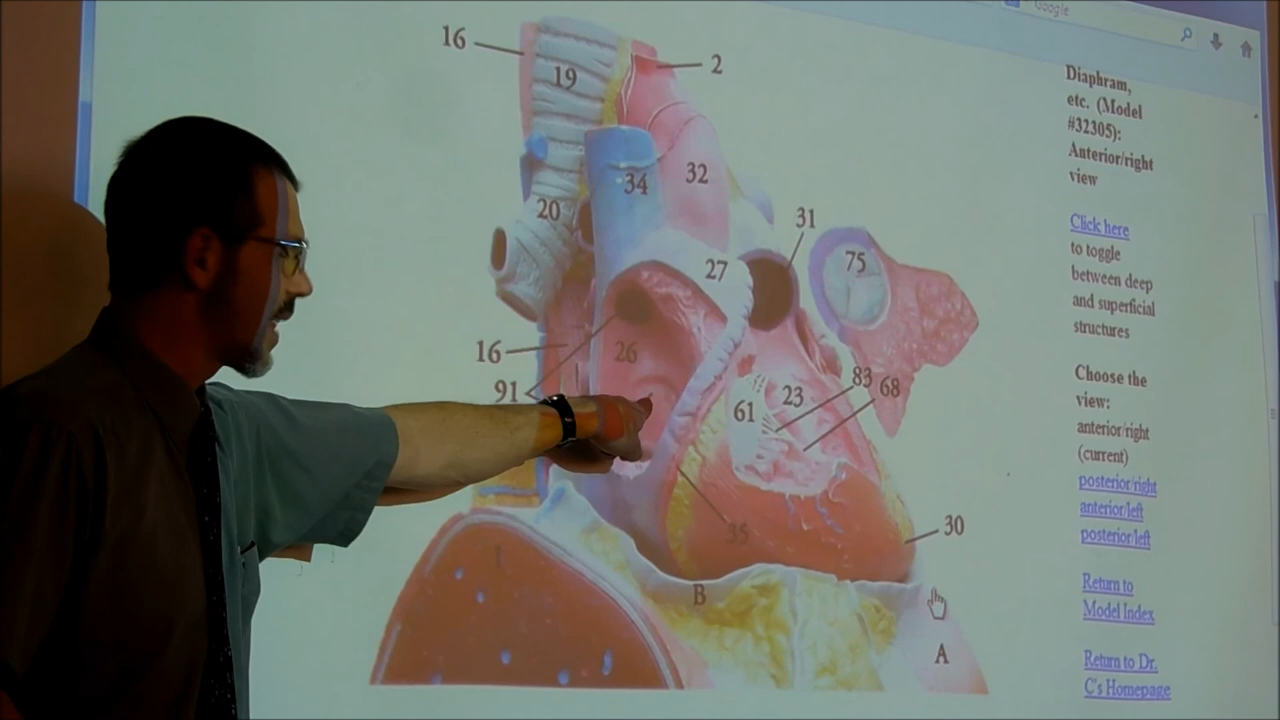 Google
16
19
2
34
32
20
31
27
75
16
26
91
83
68
61
23
35
30
1
B
A
Diaphram,
etc. (Model
#32305):
Anterior/right
view
Click here
to toggle
between deep
and superficial
structures
Choose the
view:
anterior/right
(current)
posterior/right
anterior/left
posterior/left
Return to
Model Index
Return to Dr.
C's Homepage